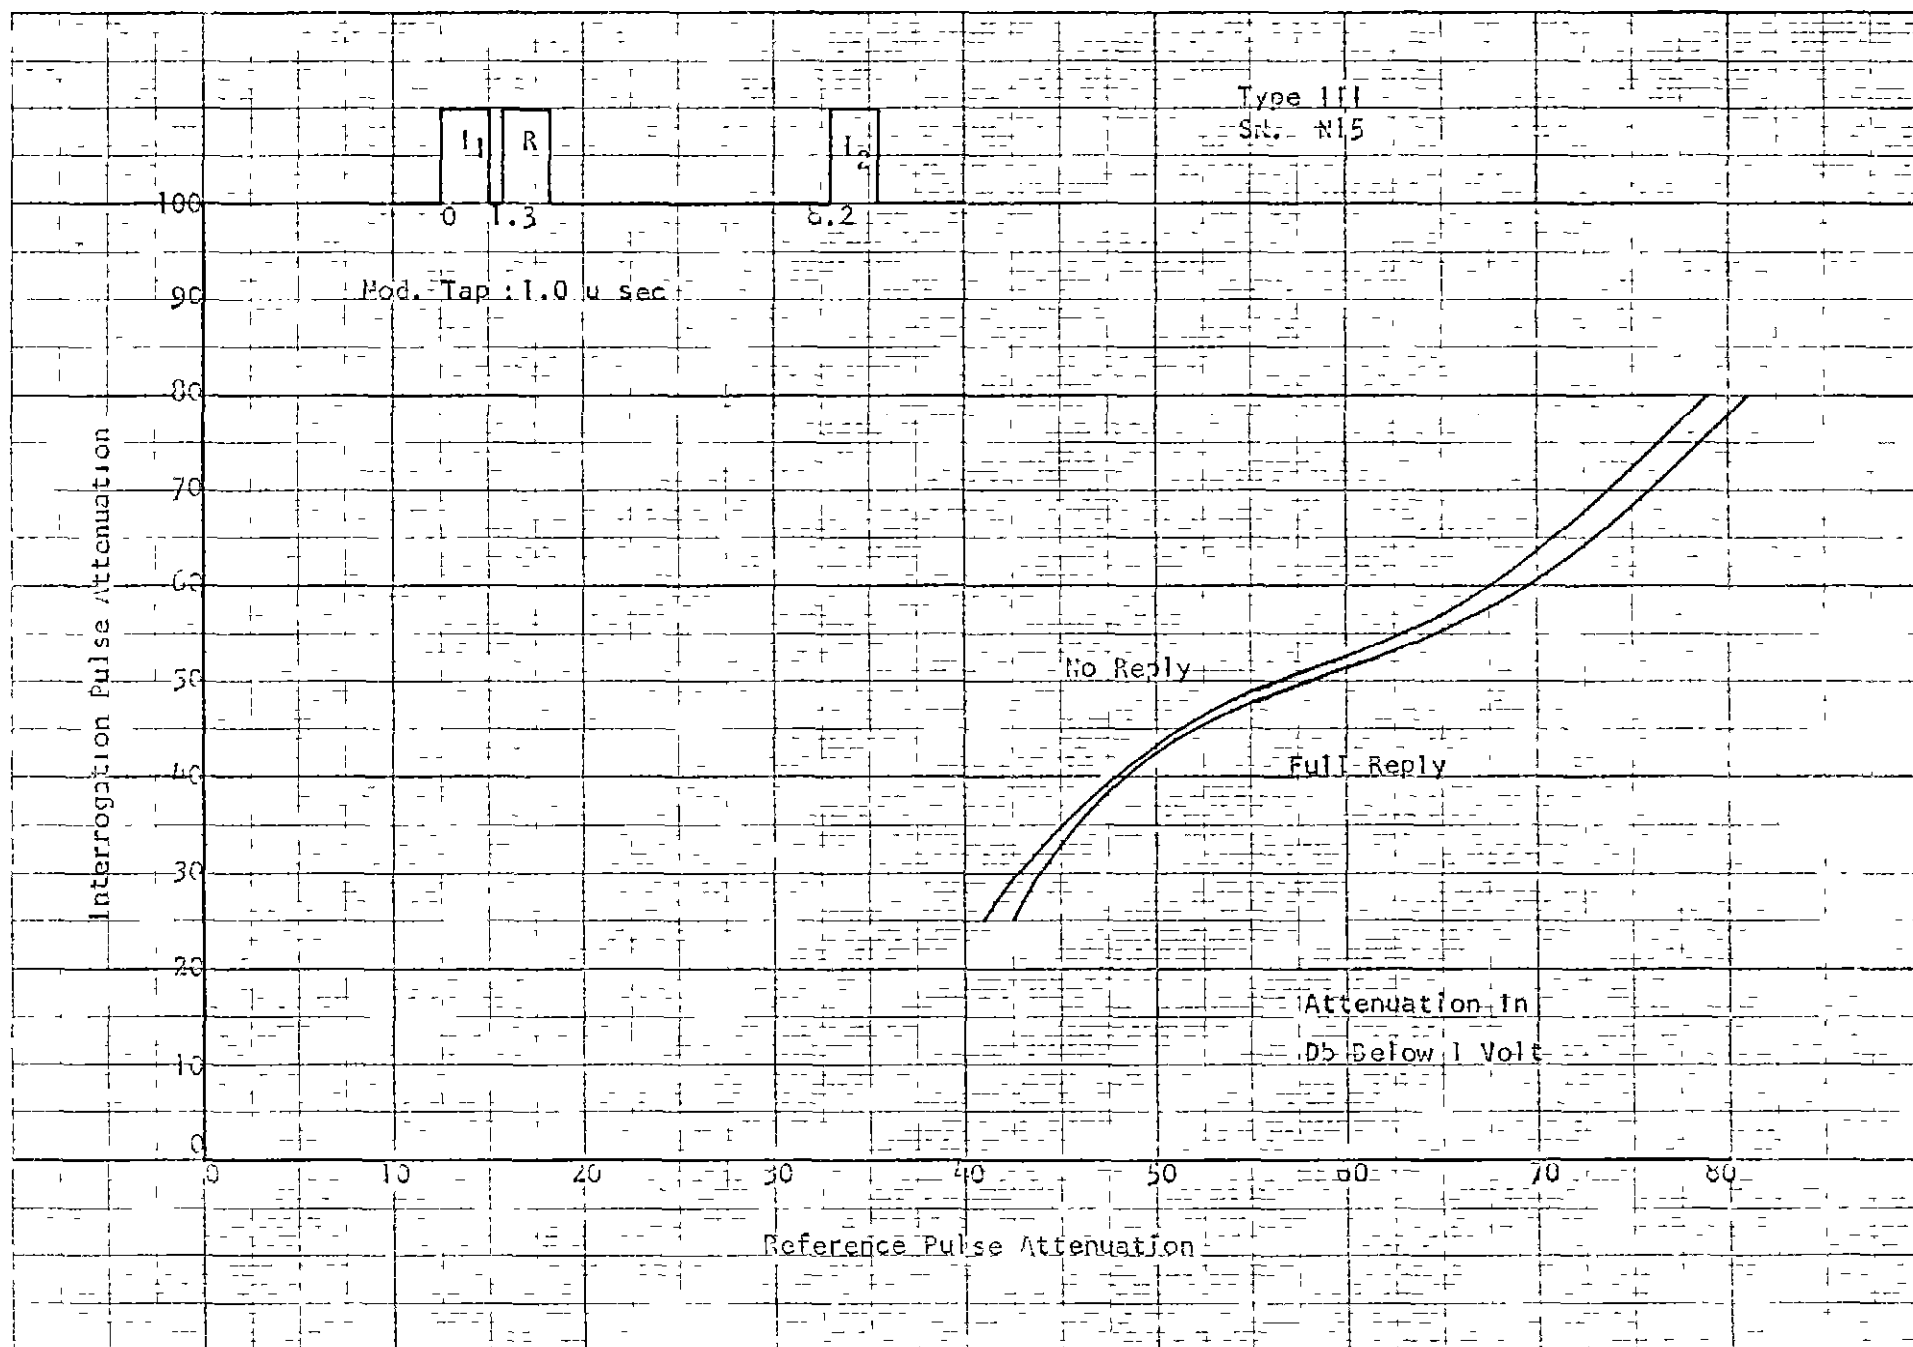 Type III
N15
I1 R I2
100
0 1.3 8.2
Mod. Tap : 1.0 u sec
90
80
70
60
50
40
30
20
10
0
Interrogation Pulse Attenuation
No Reply
Full Reply
Attenuation In
Db Below 1 Volt
0 10 20 30 40 50 60 70 80
Reference Pulse Attenuation